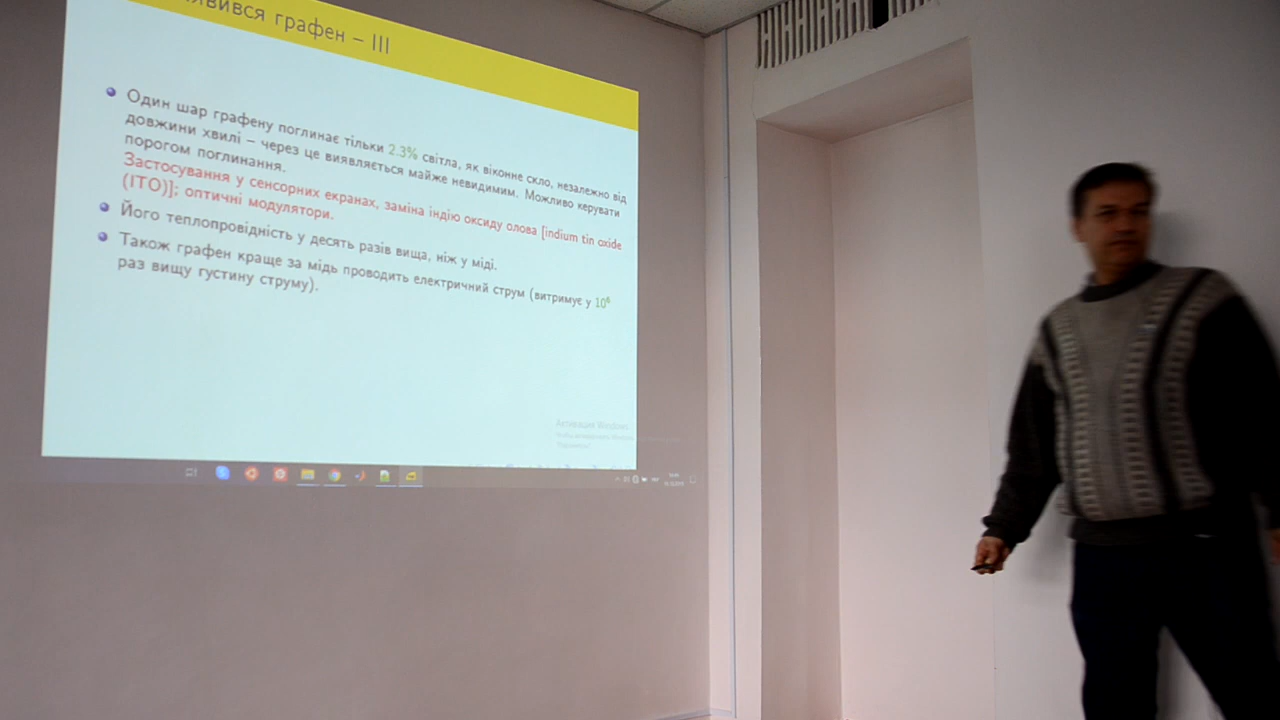 явився графен – III
Один шар графену поглинає тільки 2.3% світла, як віконне скло, незалежно від
довжини хвилі – через це виявляється майже невидимим. Можливо керувати
порогом поглинання.
Застосування у сенсорних екранах, заміна індію оксиду олова [indium tin oxide
(ITO)]; оптичні модулятори.
Його теплопровідність у десять разів вища, ніж у міді.
Також графен краще за мідь проводить електричний струм (витримує у 10⁶
раз вищу густину струму).
Активация Windows